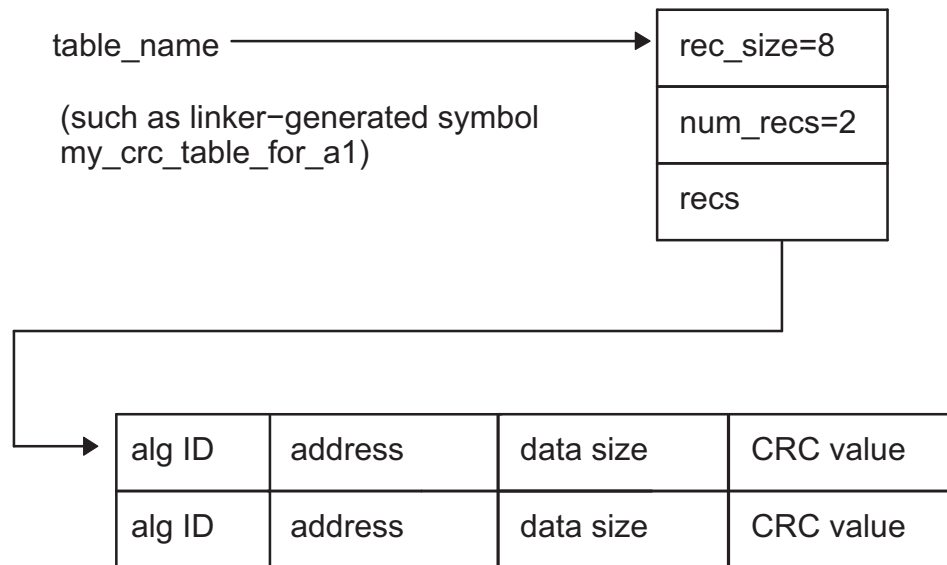 table_name
rec_size=8
(such as linker−generated symbol
my_crc_table_for_a1)
num_recs=2
recs
alg ID address data size CRC value
alg ID address data size CRC value